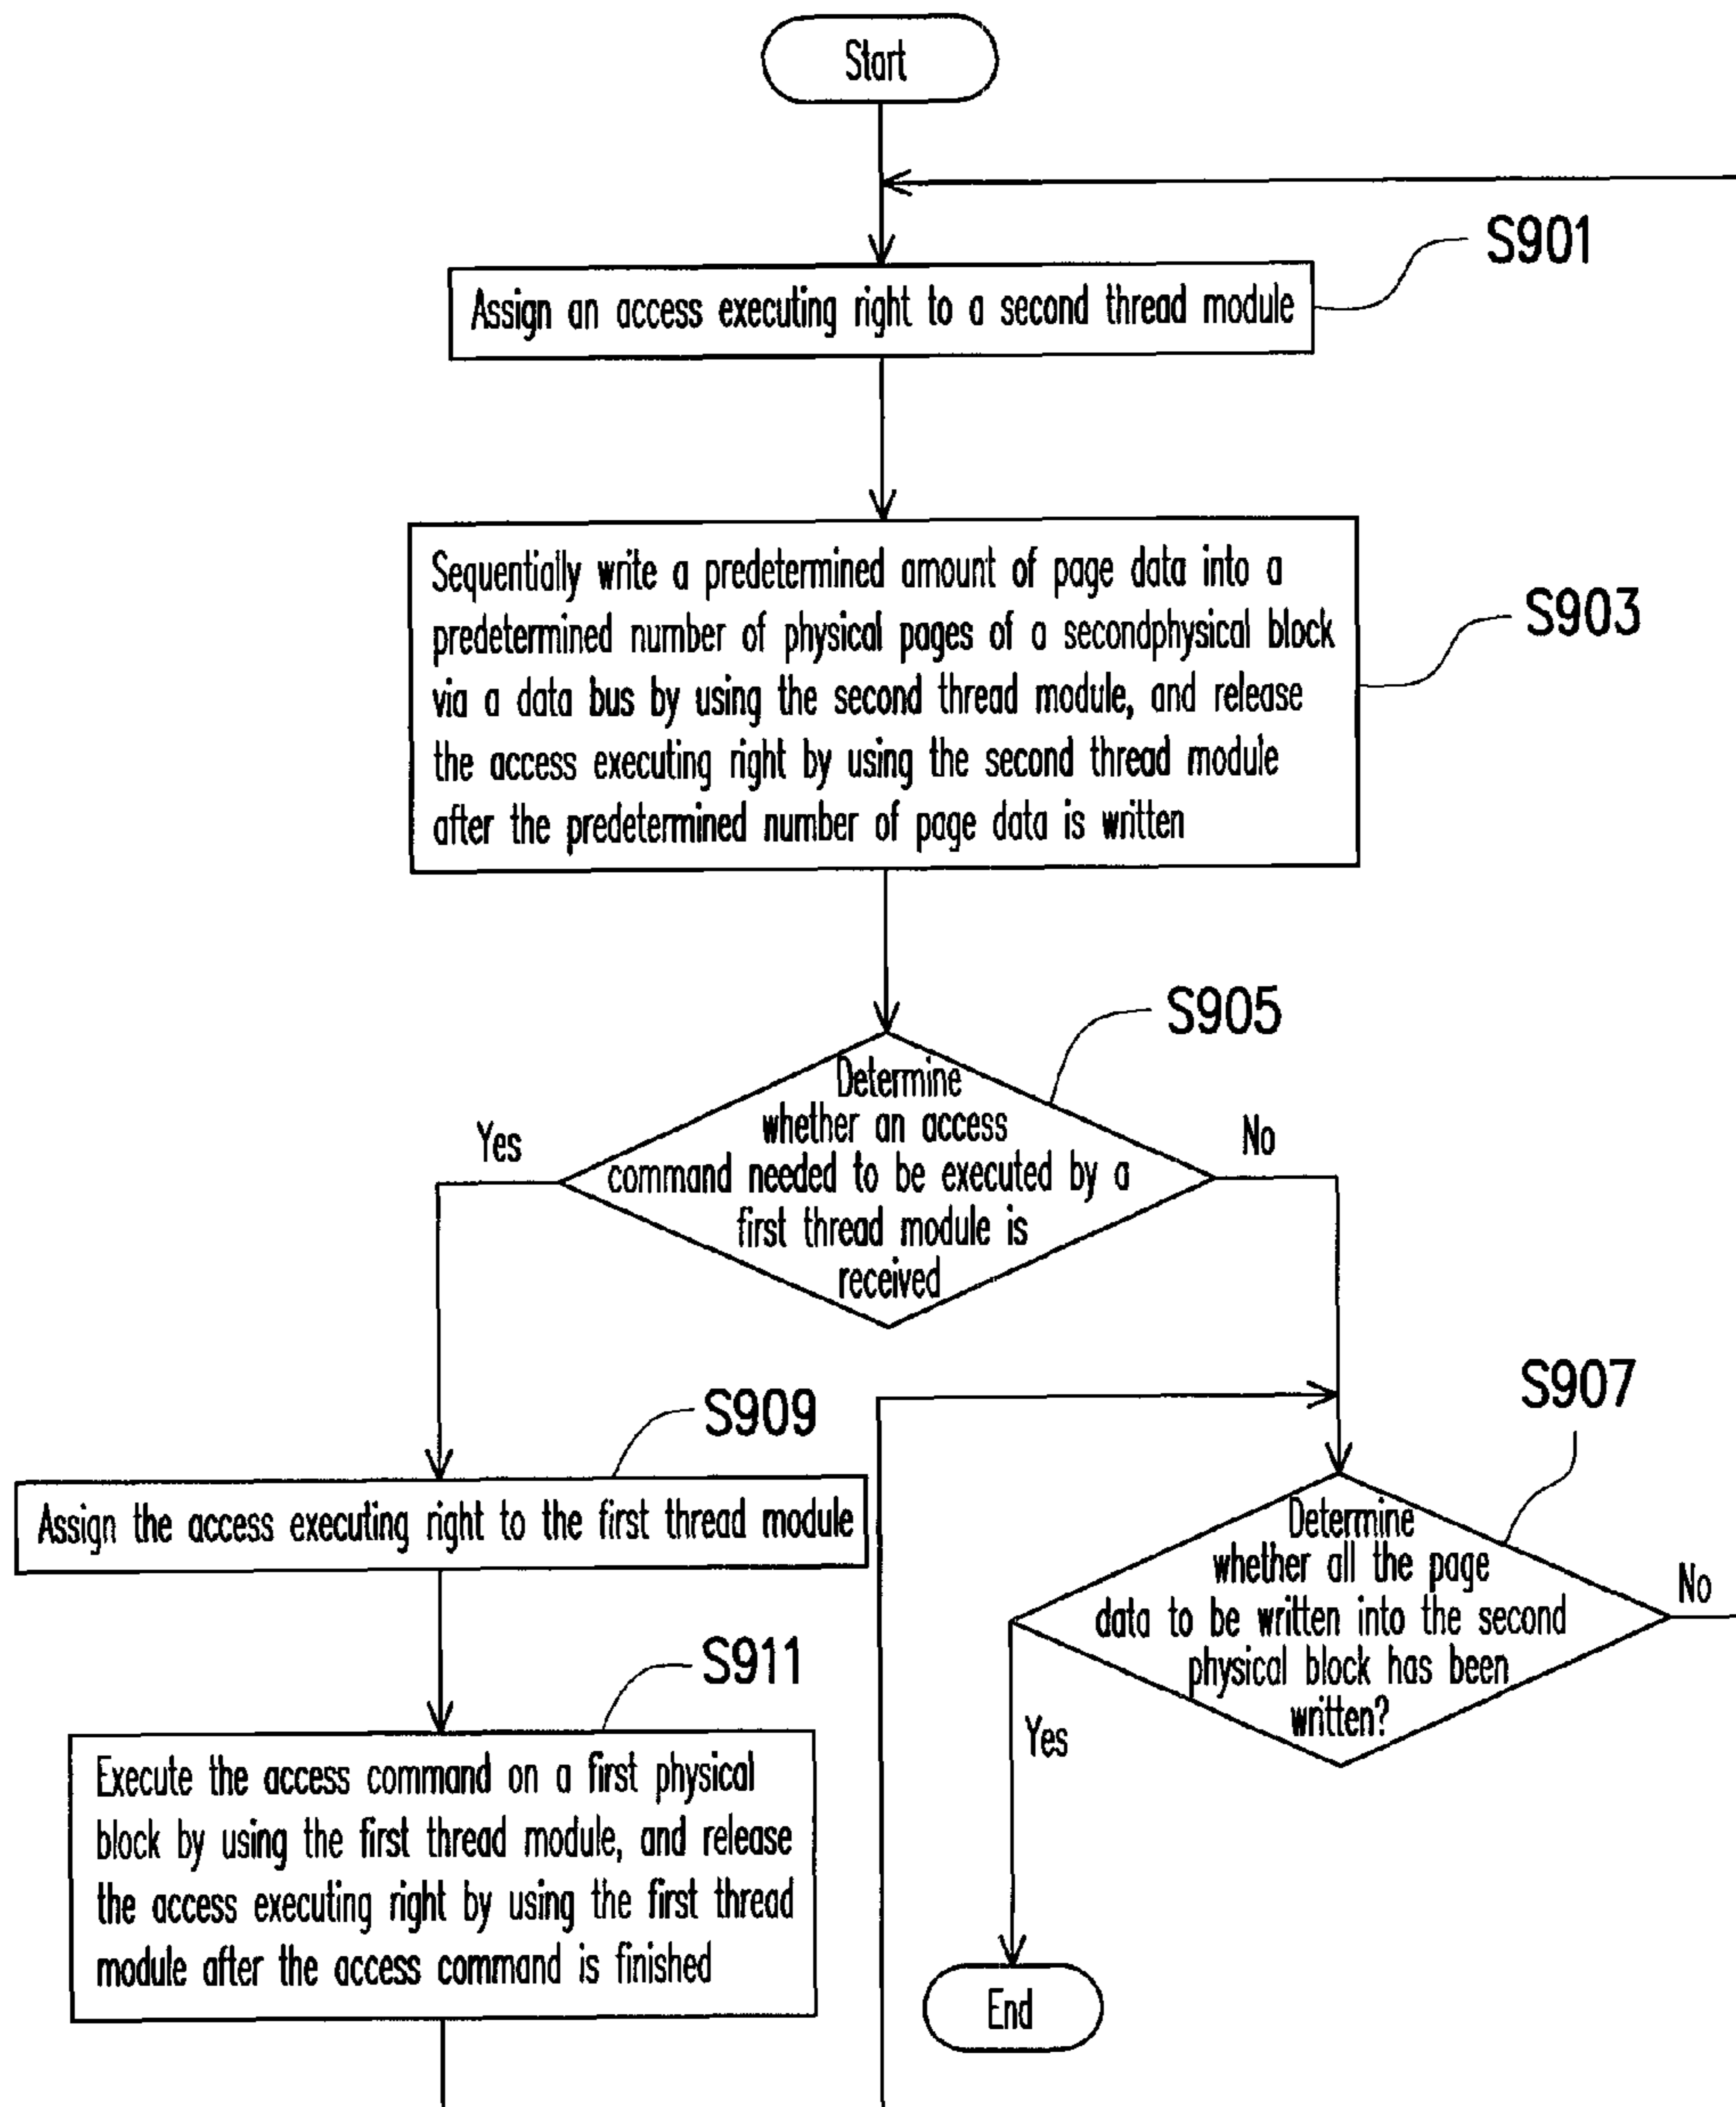 Start
S901
Assign an access executing right to a second thread module
S903
Sequentially write a predetermined amount of page data into a
predetermined number of physical pages of a secondphysical block
via a data bus by using the second thread module, and release
the access executing right by using the second thread module
after the predetermined number of page data is written
S905
Determine
whether an access
command needed to be executed by a
first thread module is
received
Yes
No
S909
Assign the access executing right to the first thread module
S907
Determine
whether all the page
data to be written into the second
physical block has been
written?
No
Yes
S911
Execute the access command on a first physical
block by using the first thread module, and release
the access executing right by using the first thread
module after the access command is finished
End